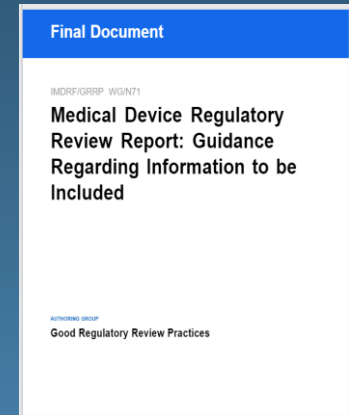 Final Document
IMDRF/GRRP WG/N71
Medical Device Regulatory
Review Report: Guidance
Regarding Information to be
Included
AUTHORING GROUP
Good Regulatory Review Practices